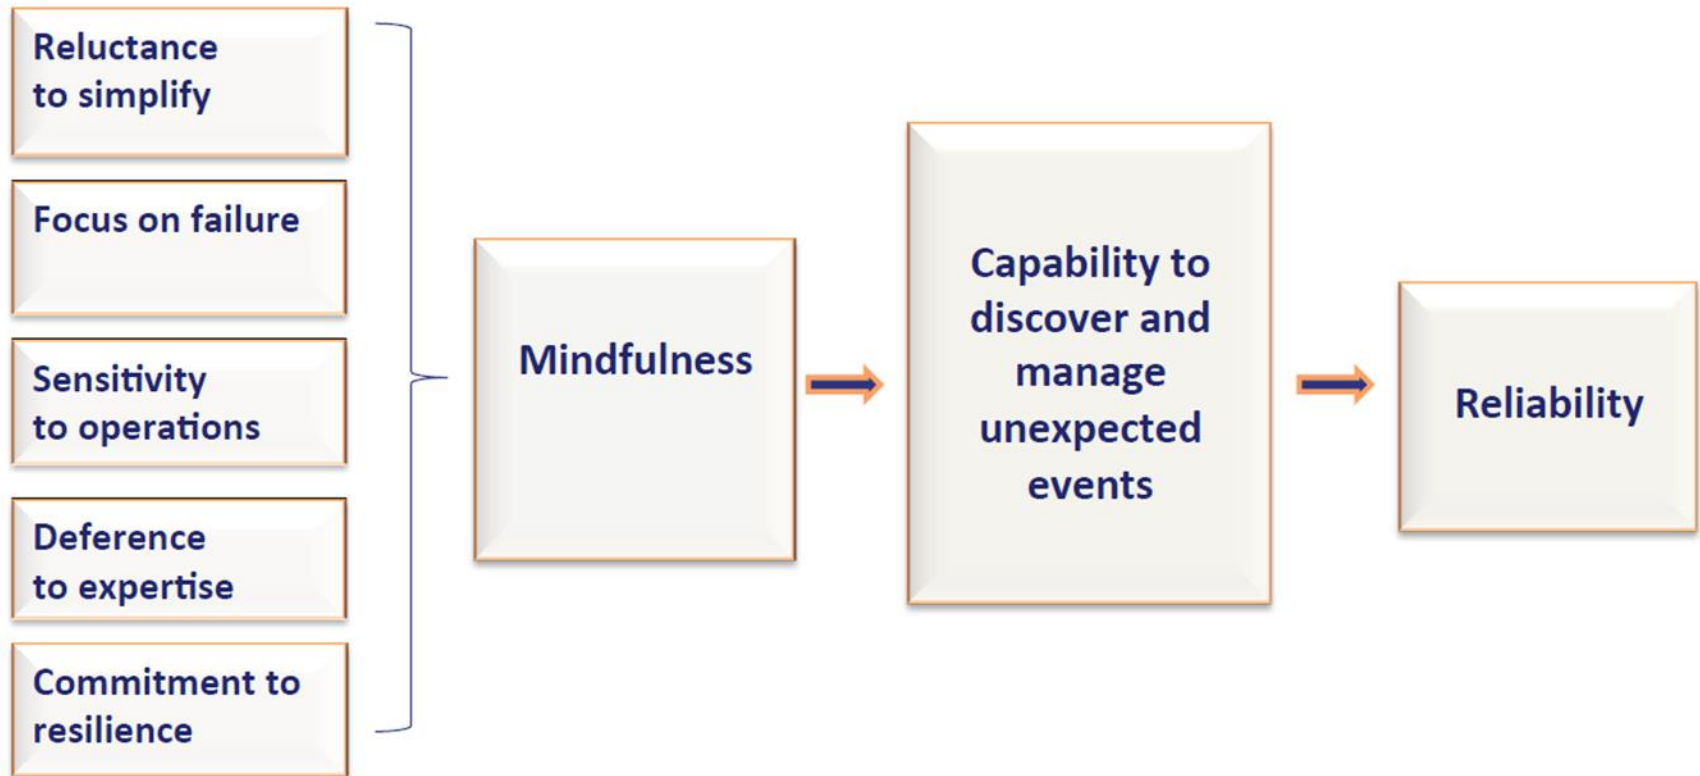 Reluctance
to simplify
Focus on failure
Sensitivity
to operations
Deference
to expertise
Commitment to
resilience
Mindfulness
Capability to
discover and
manage
unexpected
events
Reliability